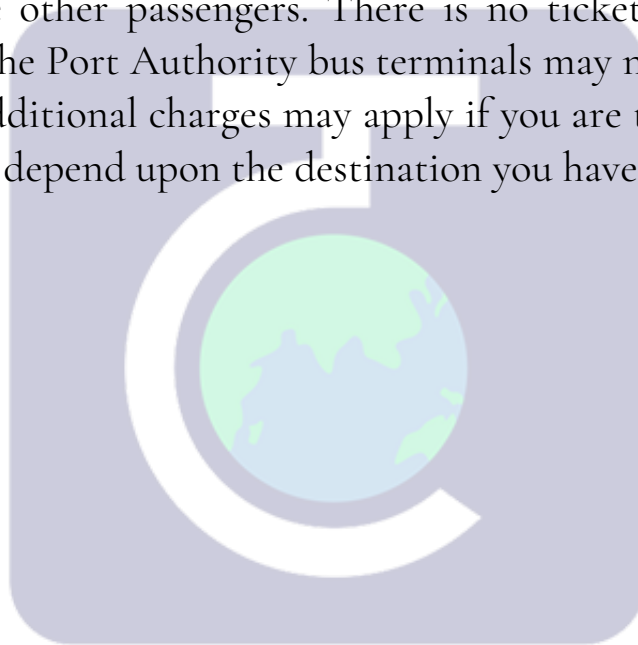 other passengers. There is no ticket
he Port Authority bus terminals may
dditional charges may apply if you are
depend upon the destination you have